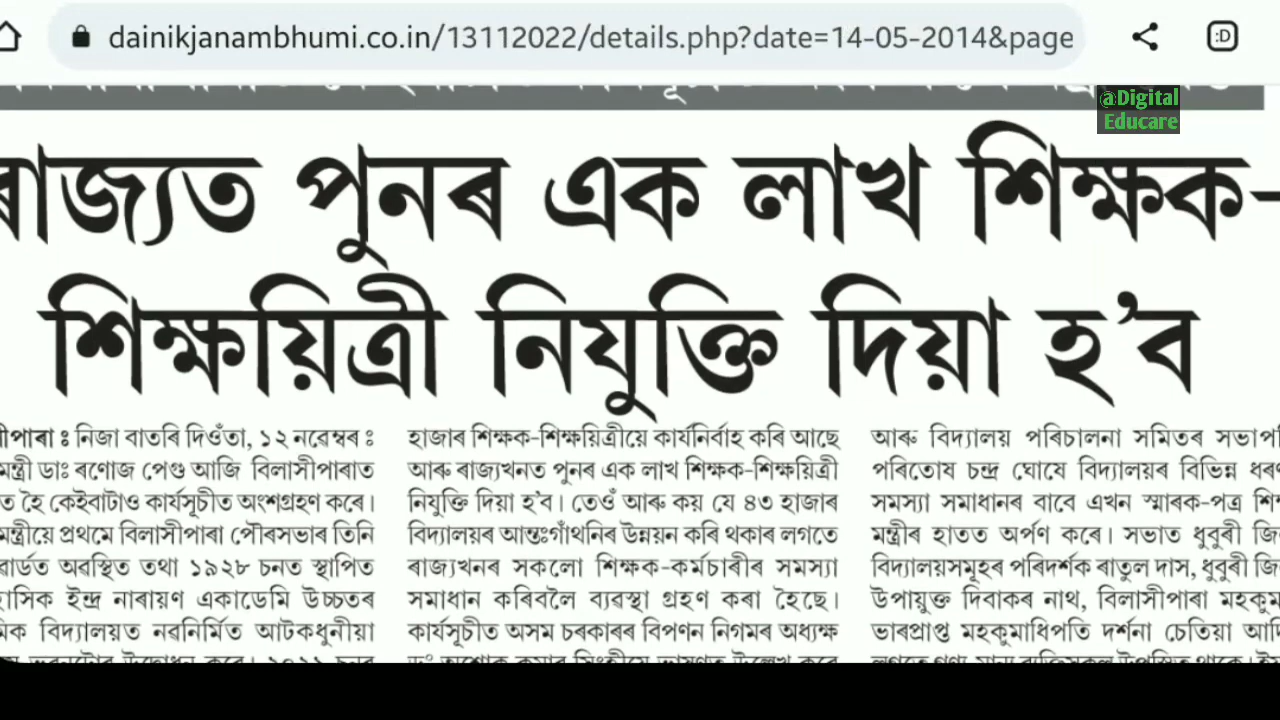 dainikjanambhumi.co.in/13112022/details.php?date=14-05-2014&page
:D
@Digital
Educare
ৰাজ্যত পুনৰ এক লাখ শিক্ষক-
শিক্ষয়িত্ৰী নিযুক্তি দিয়া হ’ব
নিজা বাতৰি দিওঁতা, ১২ নৱেম্বৰ ঃ
মন্ত্ৰী ডাঃ ৰণোজ পেগু আজি বিলাসীপাৰাত
হৈ কেইবাটাও কাৰ্যসূচীত অংশগ্ৰহণ কৰে।
মন্ত্ৰীয়ে প্ৰথমে বিলাসীপাৰা পৌৰসভাৰ তিনি
ৱাৰ্ডত অৱস্থিত তথা ১৯২৮ চনত স্থাপিত
ইন্দ্ৰ নাৰায়ণ একাডেমি উচ্চতৰ
বিদ্যালয়ত নৱনিৰ্মিত আটকধুনীয়া
হাজাৰ শিক্ষক-শিক্ষয়িত্ৰীয়ে কাৰ্যনিৰ্বাহ কৰি আছে
আৰু ৰাজ্যখনত পুনৰ এক লাখ শিক্ষক-শিক্ষয়িত্ৰী
নিযুক্তি দিয়া হ’ব। তেওঁ আৰু কয় যে ৪৩ হাজাৰ
বিদ্যালয়ৰ আন্তঃগাঁথনিৰ উন্নয়ন কৰি থকাৰ লগতে
ৰাজ্যখনৰ সকলো শিক্ষক-কৰ্মচাৰীৰ সমস্যা
সমাধান কৰিবলৈ ব্যৱস্থা গ্ৰহণ কৰা হৈছে।
কাৰ্যসূচীত অসম চৰকাৰৰ বিপণন নিগমৰ অধ্যক্ষ
আৰু বিদ্যালয় পৰিচালনা সমিতৰ
পৰিতোষ চন্দ্ৰ ঘোষে বিদ্যালয়ৰ বিভিন্ন
সমস্যা সমাধানৰ বাবে এখন স্মাৰক-পত্ৰ
মন্ত্ৰীৰ হাতত অৰ্পণ কৰে। সভাত ধুবুৰী
বিদ্যালয়সমূহৰ পৰিদৰ্শক ৰাতুল দাস, ধুবুৰী
উপায়ুক্ত দিবাকৰ নাথ, বিলাসীপাৰা
ভাৰপ্ৰাপ্ত মহকুমাধিপতি দৰ্শনা চেতিয়া